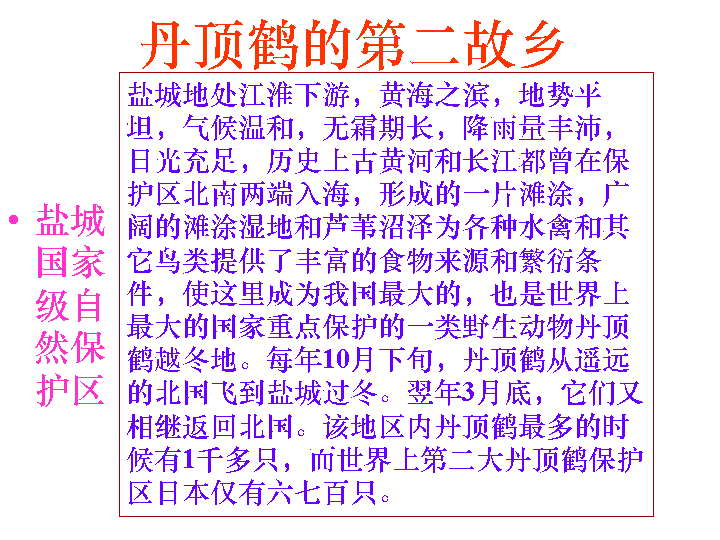 丹顶鹤的第二故乡
• 盐城
国家
级自
然保
护区
盐城地处江淮下游，黄海之滨，地势平
坦，气候温和，无霜期长，降雨量丰沛，
日光充足，历史上古黄河和长江都曾在保
护区北南两端入海，形成的一片滩涂，广
阔的滩涂湿地和芦苇沼泽为各种水禽和其
它鸟类提供了丰富的食物来源和繁衍条
件，使这里成为我国最大的，也是世界上
最大的国家重点保护的一类野生动物丹顶
鹤越冬地。每年10月下旬，丹顶鹤从遥远
的北国飞到盐城过冬。翌年3月底，它们又
相继返回北国。该地区内丹顶鹤最多的时
候有1千多只，而世界上第二大丹顶鹤保护
区日本仅有六七百只。